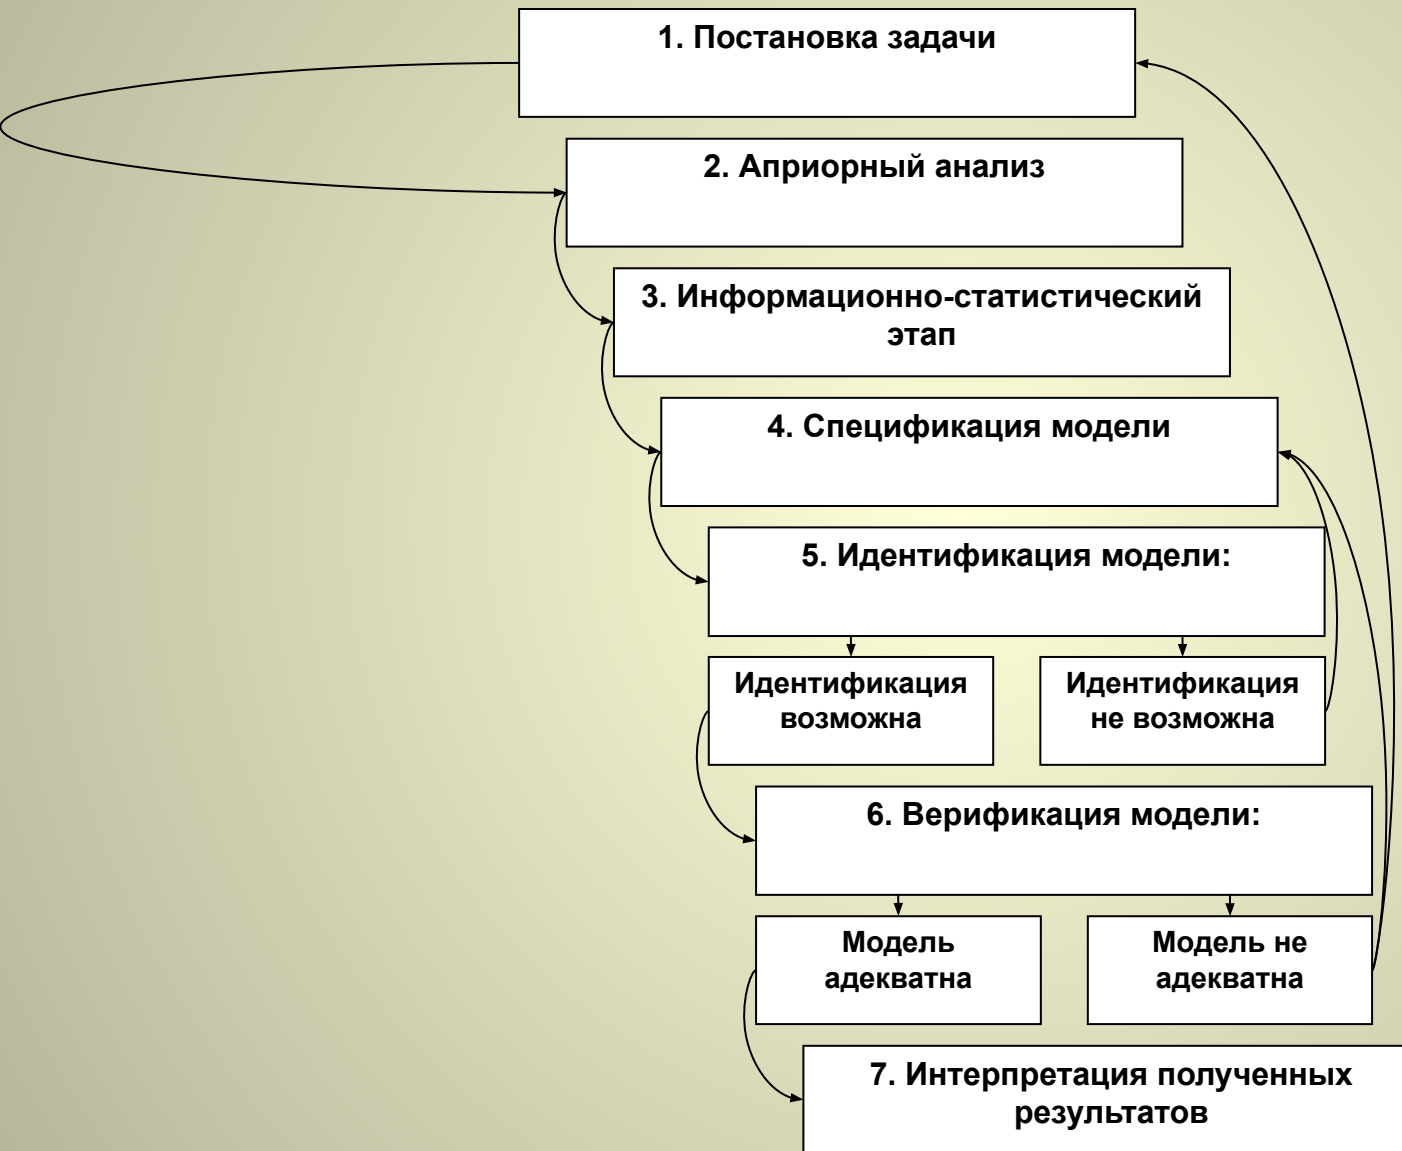 1. Постановка задачи
2. Априорный анализ
3. Информационно-статистический
этап
4. Спецификация модели
5. Идентификация модели:
Идентификация
возможна
Идентификация
не возможна
6. Верификация модели:
Модель
адекватна
Модель не
адекватна
7. Интерпретация полученных
результатов